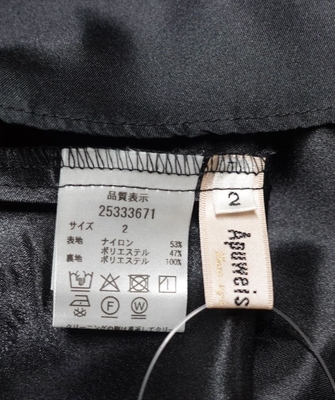 品質表示
25333671
サイズ 2
表地 ナイロン 53%
ポリエステル 47%
裏地 ポリエステル 100%
P W
2
Apuweis